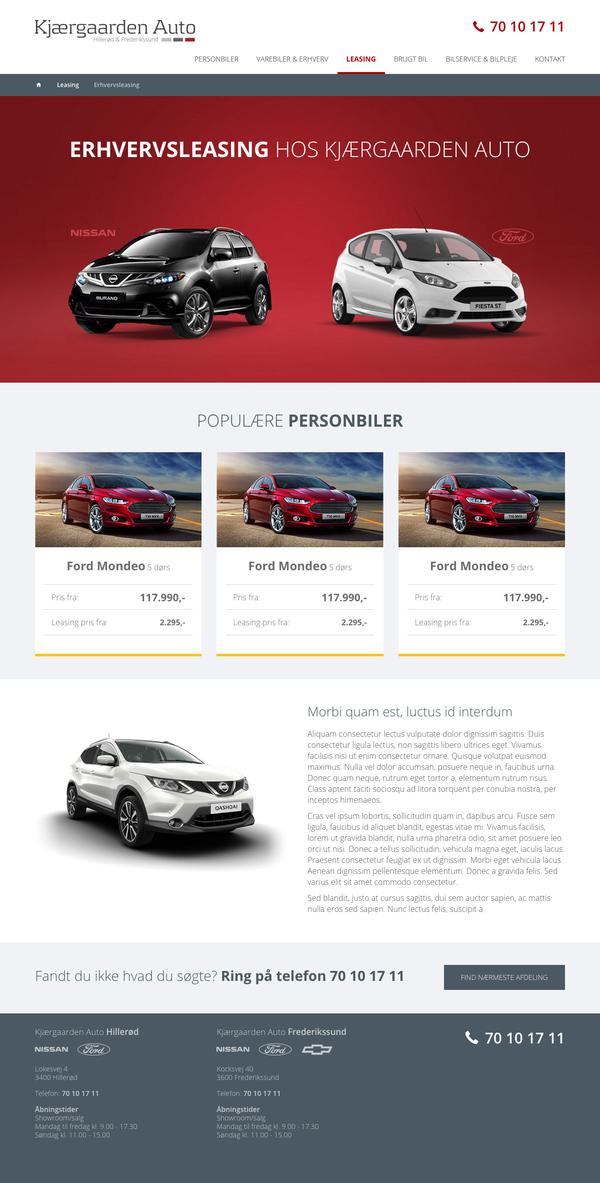 Kjærgaarden Auto
Hillerød & Frederikssund
70 10 17 11
PERSONBILER VAREBILER & ERHVERV LEASING BRUGT BIL BILSERVICE & BILPLEJE KONTAKT
Leasing Erhvervsleasing
ERHVERVSLEASING HOS KJÆRGAARDEN AUTO
NISSAN
Ford
MURANO
FIESTA ST
POPULÆRE PERSONBILER
Ford Mondeo 5 dørs
Pris fra: 117.990,-
Leasing pris fra: 2.295,-
Ford Mondeo 5 dørs
Pris fra: 117.990,-
Leasing pris fra: 2.295,-
Ford Mondeo 5 dørs
Pris fra: 117.990,-
Leasing pris fra: 2.295,-
QASHQAI
Morbi quam est, luctus id interdum
Aliquam consectetur lectus vulputate dolor dignissim sagittis. Duis
consectetur ligula lectus, non sagittis libero ultrices eget. Vivamus
facilisis nisi ut enim consectetur ornare. Quisque volutpat euismod
maximus. Nulla vel dolor accumsan, posuere neque in, faucibus urna.
Donec quam neque, rutrum eget tortor a, elementum rutrum risus.
Class aptent taciti sociosqu ad litora torquent per conubia nostra, per
inceptos himenaeos.
Cras vel ipsum lobortis, sollicitudin quam in, dapibus arcu. Fusce sem
ligula, faucibus id aliquet blandit, egestas vitae mi. Vivamus facilisis,
lorem ut gravida blandit, nulla urna pharetra odio, sit amet posuere leo
orci ut nisi. Donec a tellus sollicitudin, vehicula magna eget, iaculis lacus.
Praesent consectetur feugiat ex ut dignissim. Morbi eget vehicula lacus.
Aenean dignissim pellentesque elementum. Donec a gravida felis. Sed
varius elit sit amet commodo consectetur.
Sed blandit, justo at cursus sagittis, dui sem auctor sapien, ac mattis
nulla eros sed sapien. Nunc lectus felis, suscipit a
Fandt du ikke hvad du søgte? Ring på telefon 70 10 17 11
FIND NÆRMESTE AFDELING
Kjærgaarden Auto Hillerød
NISSAN Ford
Lokesvej 4
3400 Hillerød
Telefon: 70 10 17 11
Åbningstider
Showroom/salg
Mandag til fredag kl. 9.00 - 17.30
Søndag kl. 11.00 - 15.00
Kjærgaarden Auto Frederikssund
NISSAN Ford
Kocksvej 40
3600 Frederikssund
Telefon: 70 10 17 11
Åbningstider
Showroom/salg
Mandag til fredag kl. 9.00 - 17.30
Søndag kl. 11.00 - 15.00
70 10 17 11